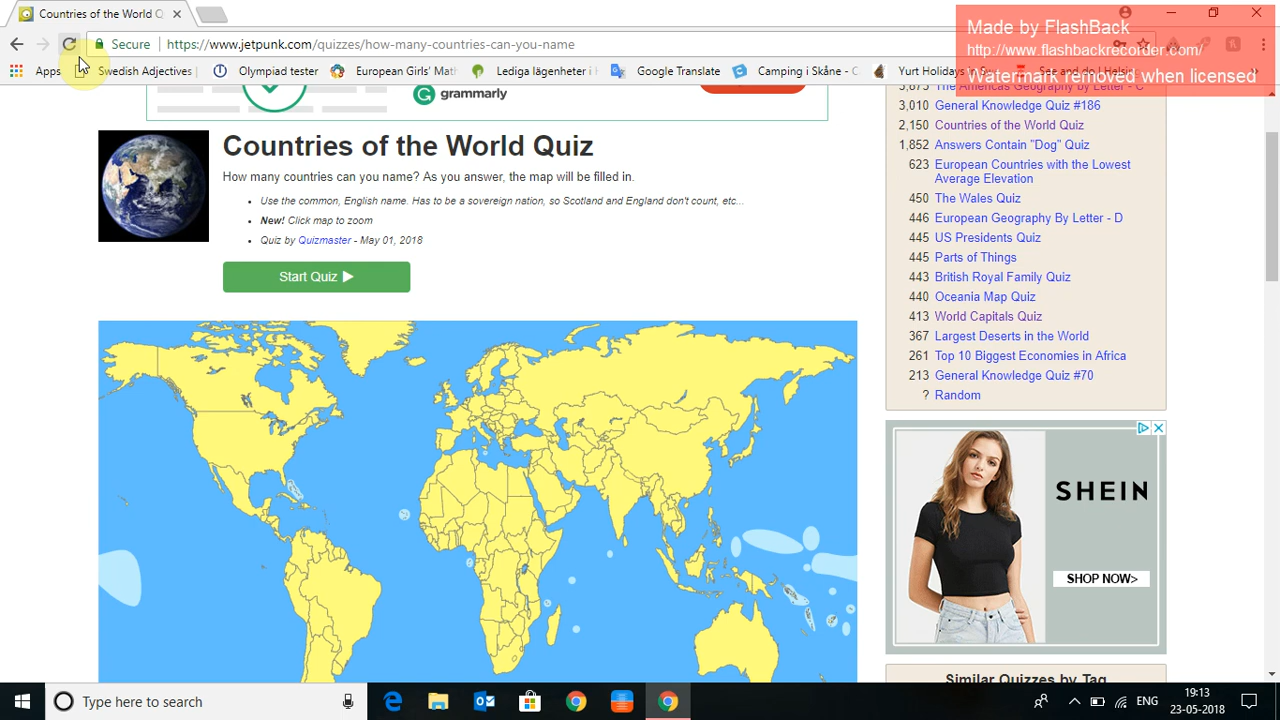 Countries of the World Q
Made by FlashBack
Secure
https://www.jetpunk.com/quizzes/how-many-countries-can-you-name
http://www.flashbackrecorder.com/
Apps
Swedish Adjectives
Olympiadtester
European Girls' Mat
Lediga lägenheter i
Google Translate
Camping i Skåne - C
Yurt Holidays
See and do | Helsi
Watermark removed when licensed
grammarly
3,675 The Americas Geography by Letter - C
3,010 General Knowledge Quiz #186
2,150 Countries of the World Quiz
1,852 Answers Contain "Dog" Quiz
623 European Countries with the Lowest
Average Elevation
450 The Wales Quiz
446 European Geography By Letter - D
445 US Presidents Quiz
445 Parts of Things
443 British Royal Family Quiz
440 Oceania Map Quiz
413 World Capitals Quiz
367 Largest Deserts in the World
261 Top 10 Biggest Economies in Africa
213 General Knowledge Quiz #70
? Random
Countries of the World Quiz
How many countries can you name? As you answer, the map will be filled in.
Use the common, English name. Has to be a sovereign nation, so Scotland and England don't count, etc...
New! Click map to zoom
Quiz by Quizmaster - May 01, 2018
Start Quiz
SHEIN
SHOP NOW>
Similar Quizzes by Tag
Type here to search
ENG
19:13
23-05-2018